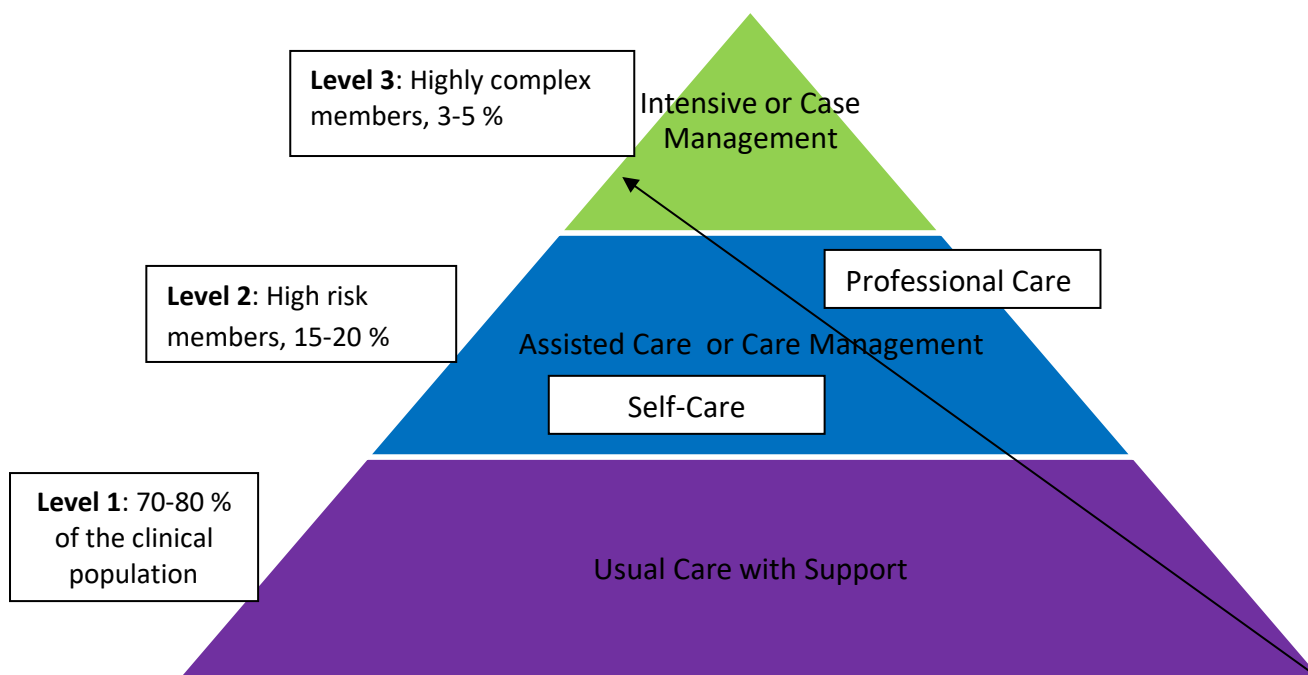 Level 3: Highly complex
members, 3-5 %
Intensive or Case
Management
Professional Care
Level 2: High risk
members, 15-20 %
Assisted Care  or Care Management
Self-Care
Level 1: 70-80 %
of the clinical
population
Usual Care with Support